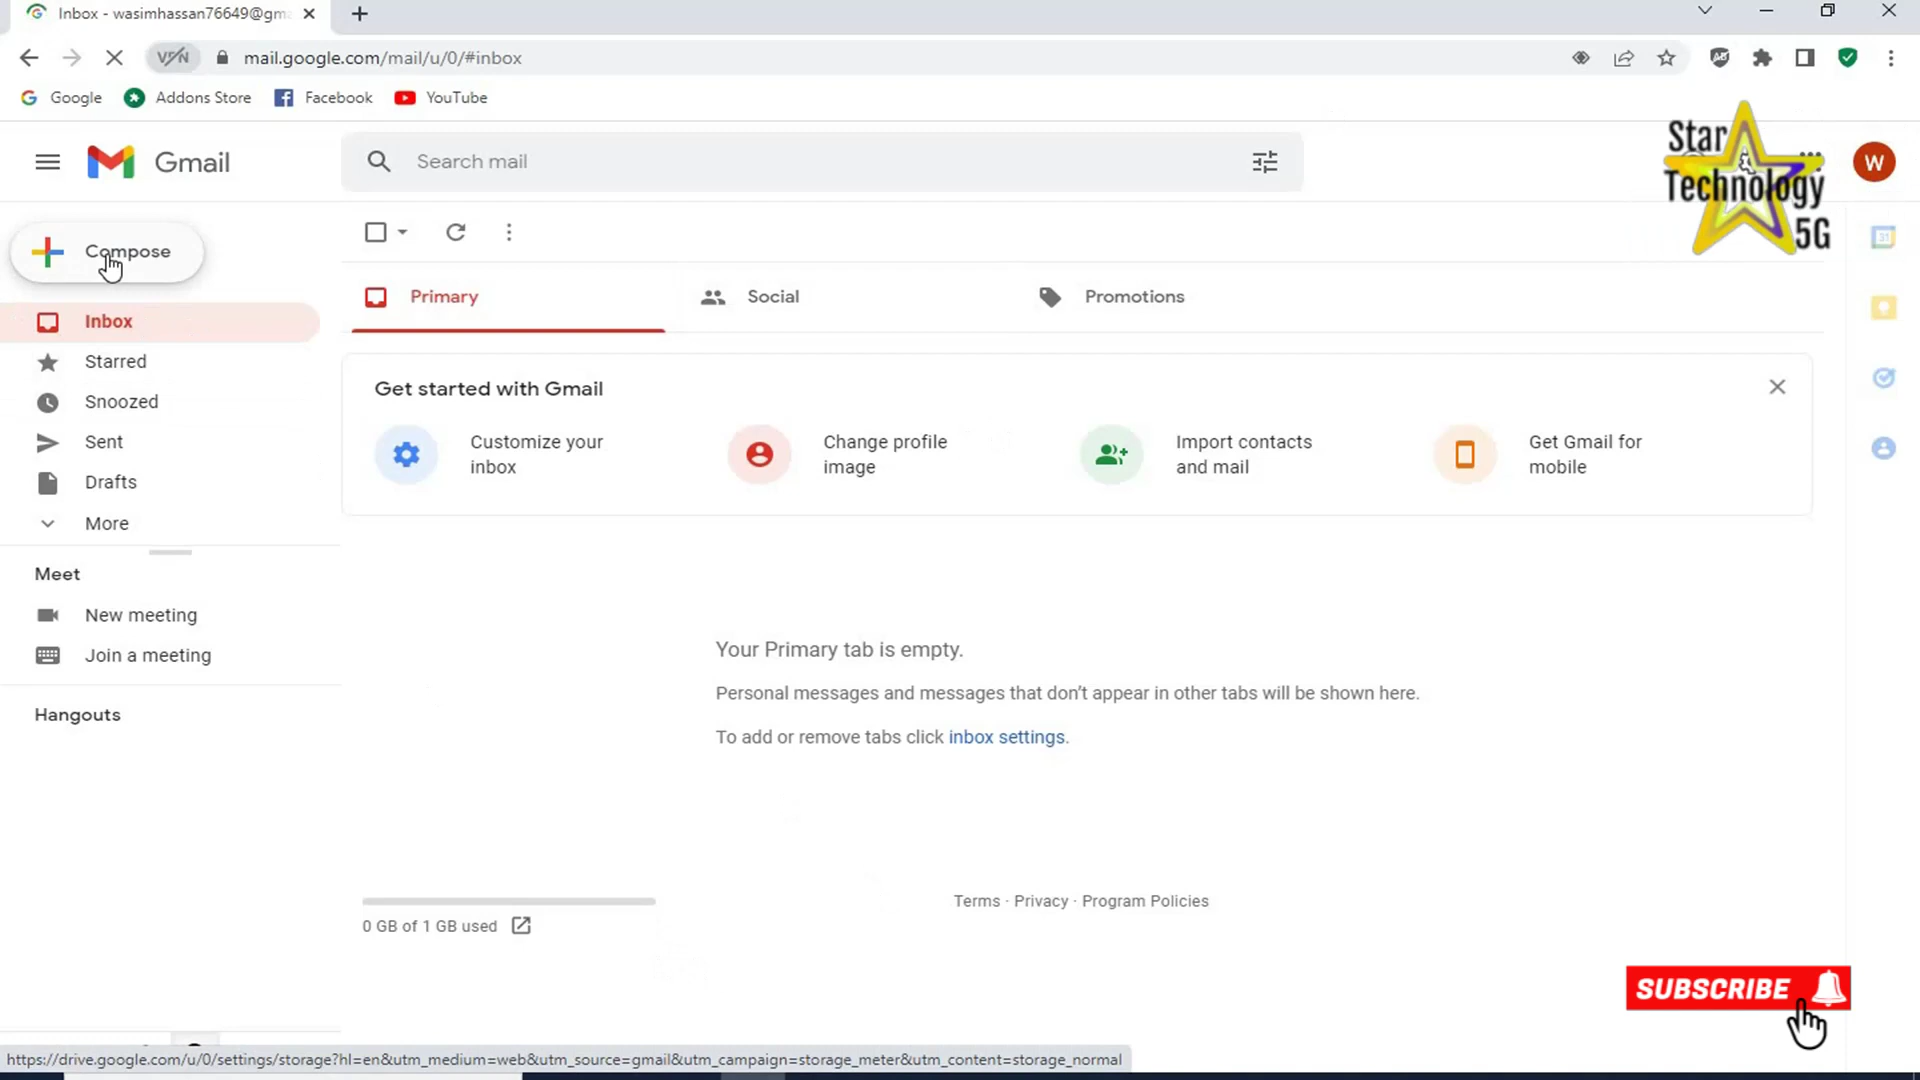 Inbox - wasimhassan76649@gma
VPN
mail.google.com/mail/u/0/#inbox
Google
Addons Store
Facebook
YouTube
Gmail
Search mail
Star
Technology
5G
W
Compose
Primary
Social
Promotions
Inbox
Starred
Snoozed
Sent
Drafts
More
Get started with Gmail
Customize your
inbox
Change profile
image
Import contacts
and mail
Get Gmail for
mobile
Meet
New meeting
Join a meeting
Hangouts
Your Primary tab is empty.
Personal messages and messages that don't appear in other tabs will be shown here.
To add or remove tabs click inbox settings.
0 GB of 1 GB used
Terms · Privacy · Program Policies
SUBSCRIBE
https://drive.google.com/u/0/settings/storage?hl=en&utm_medium=web&utm_source=gmail&utm_campaign=storage_meter&utm_content=storage_normal